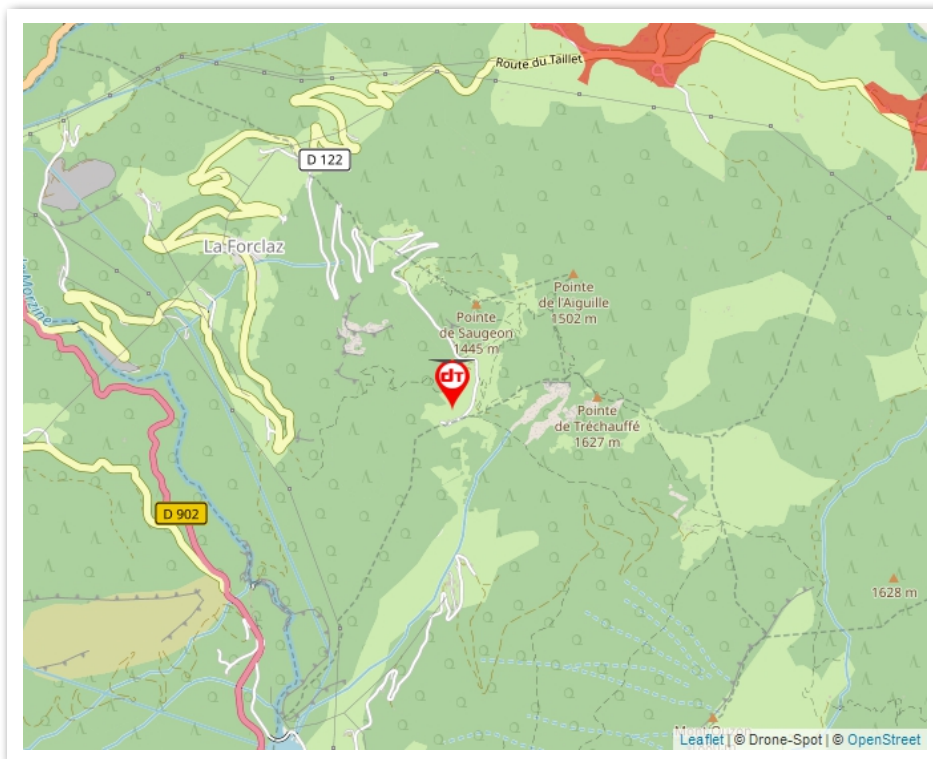 Route du Taillet
D 122
La Forclaz
Pointe
de l'Aiguille
1502 m
Pointe
de Saugeon
1445 m
dT
Pointe
de Tréchauffé
1627 m
D 902
1628 m
Leaflet | © Drone-Spot | © OpenStreet